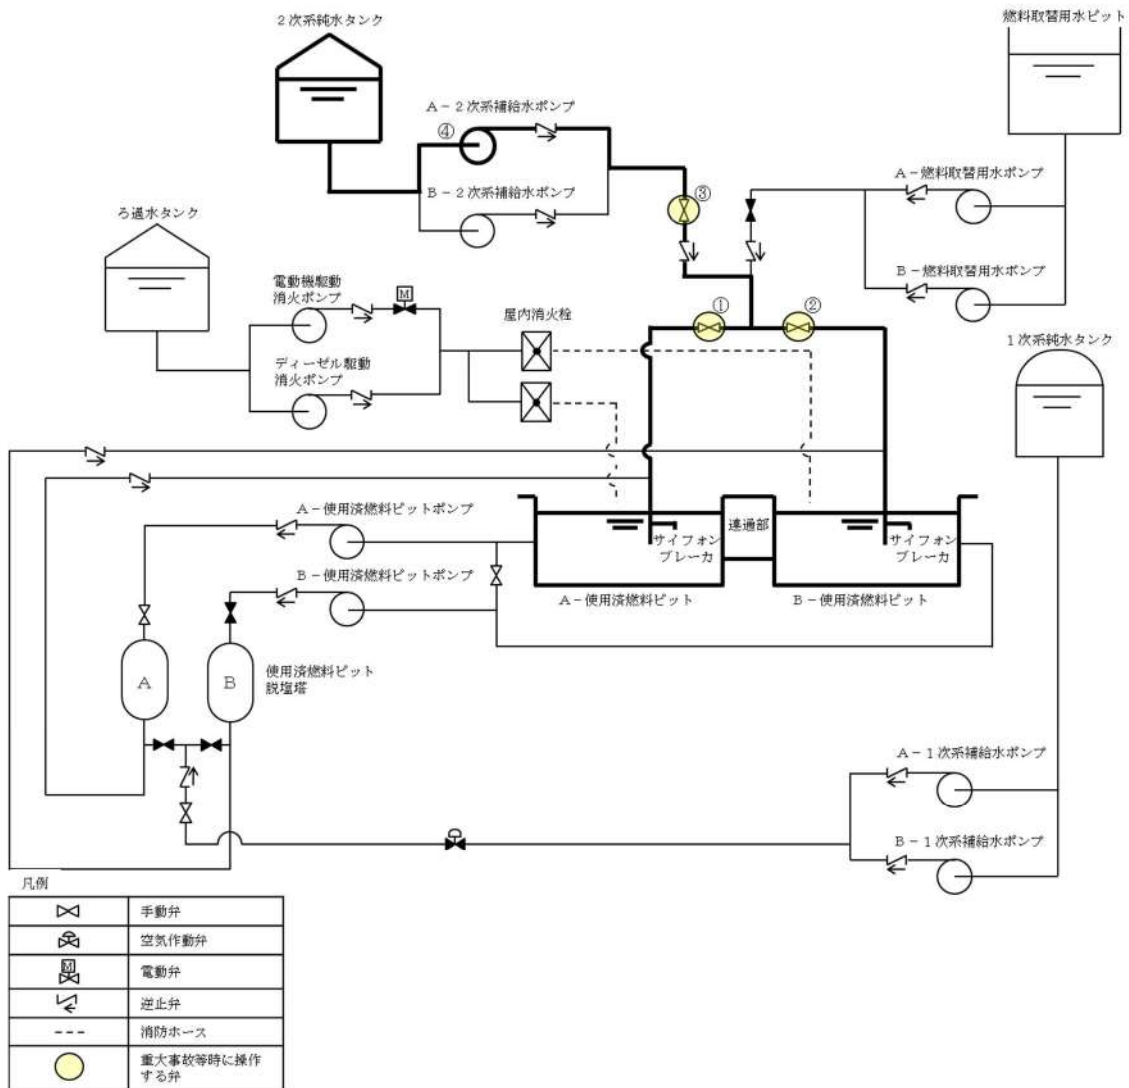 2次系純水タンク
燃料取替用水ピット
A-2次系補給水ポンプ
④
B-2次系補給水ポンプ
③
A-燃料取替用水ポンプ
B-燃料取替用水ポンプ
ろ過水タンク
電動機駆動
消火ポンプ
M
屋内消火栓
①
②
1次系純水タンク
ディーゼル駆動
消火ポンプ
A-使用済燃料ピットポンプ
連通部
サイフォン
ブレーカ
サイフォン
ブレーカ
B-使用済燃料ピットポンプ
A-使用済燃料ピット
B-使用済燃料ピット
A
B
使用済燃料ピット
脱塩塔
A-1次系補給水ポンプ
B-1次系補給水ポンプ
凡例
手動弁
空気作動弁
M
電動弁
逆止弁
消防ホース
重大事故等時に操作
する弁